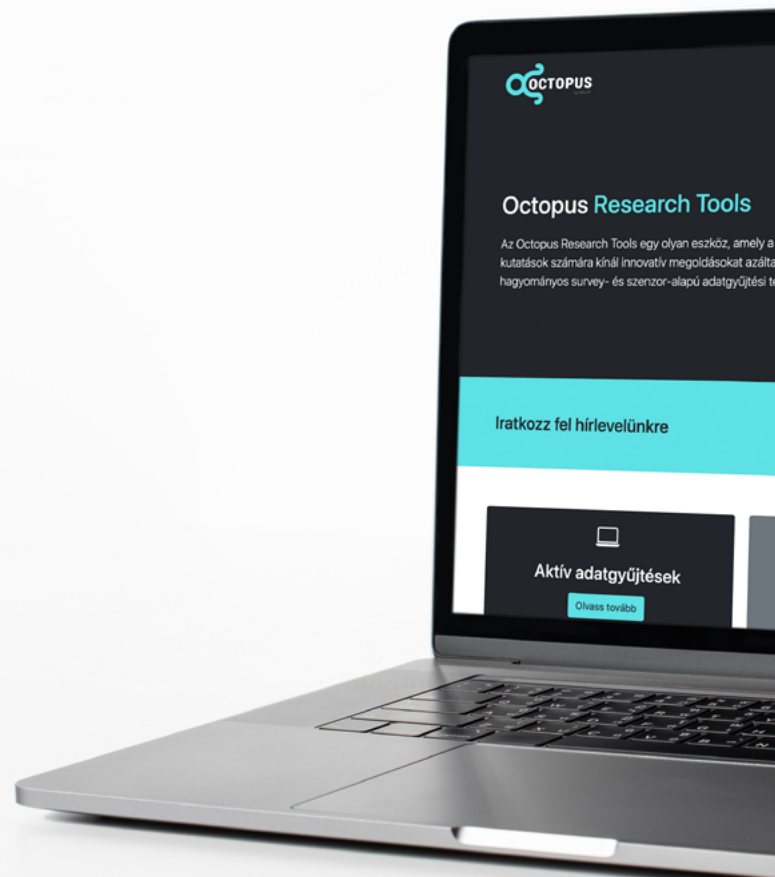 OCTOPUS
Octopus Research Tools
Az Octopus Research Tools egy olyan eszköz, amely a
kutatások számára kínál innovatív megoldásokat azálta
hagyományos survey- és szenzor-alapú adatgyűjtési te
Iratkozz fel hírlevelünkre
Aktív adatgyűjtések
Olvass tovább